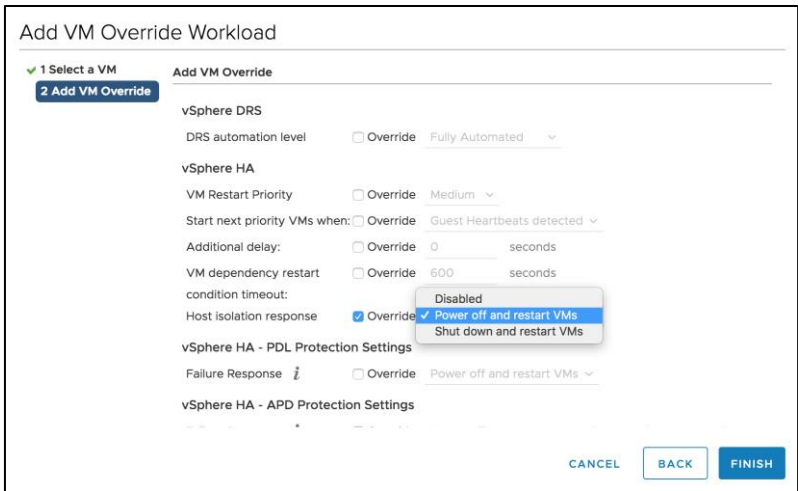 Add VM Override Workload
1 Select a VM
2 Add VM Override
Add VM Override
vSphere DRS
DRS automation level Override Fully Automated
vSphere HA
VM Restart Priority Override Medium
Start next priority VMs when: Override Guest Heartbeats detected
Additional delay: Override 0 seconds
VM dependency restart Override 600 seconds
condition timeout:
Disabled
Host isolation response Override Power off and restart VMs
Shut down and restart VMs
vSphere HA - PDL Protection Settings
Failure Response i Override Power off and restart VMs
vSphere HA - APD Protection Settings
CANCEL BACK FINISH